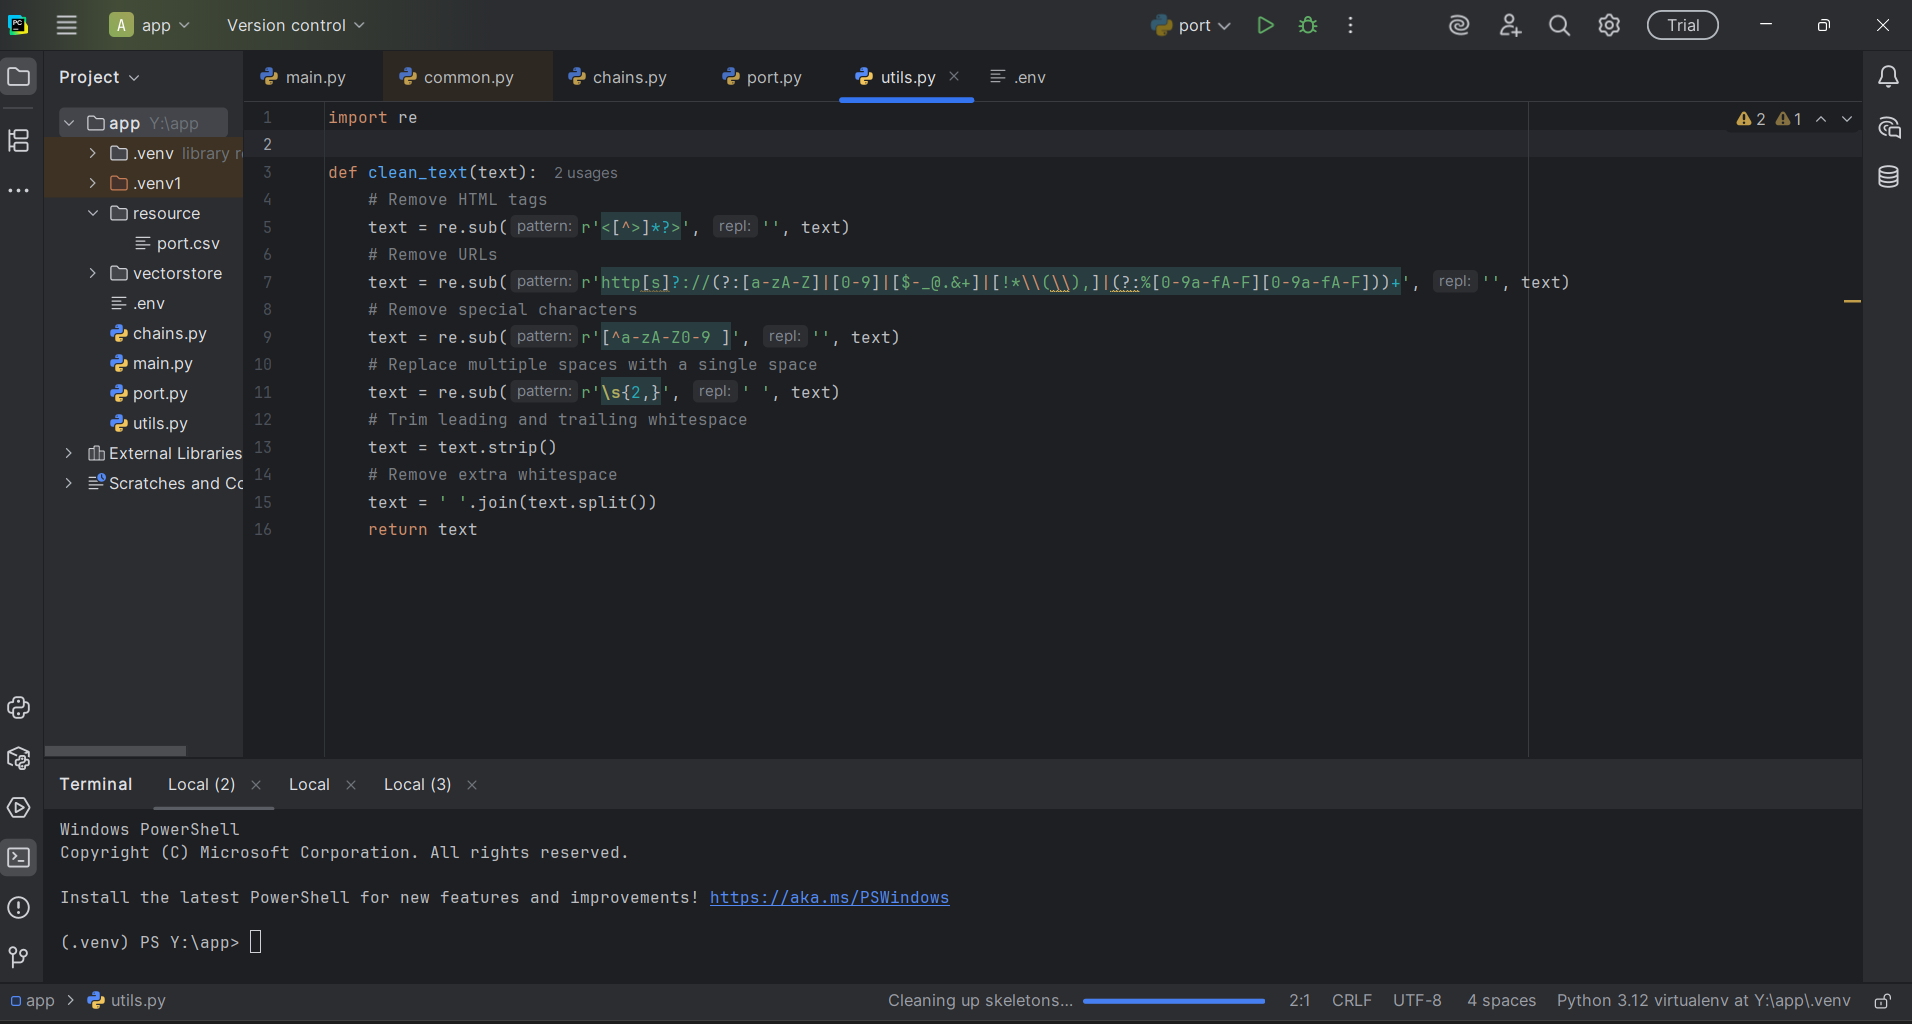 PC
A app Version control port Trial
Project main.py common.py chains.py port.py utils.py .env
app Y:\app
.venv library r
.venv1
resource
port.csv
vectorstore
.env
chains.py
main.py
port.py
utils.py
External Libraries
Scratches and Co
2 1
1 import re
2
3 def clean_text(text): 2 usages
4 # Remove HTML tags
5 text = re.sub( pattern: r'<[^>]*?>', repl: '', text)
6 # Remove URLs
7 text = re.sub( pattern: r'http[s]?://(?:[a-zA-Z]|[0-9]|[$-_@.&+]|[!*\\(\\),]|(?:%[0-9a-fA-F][0-9a-fA-F]))+', repl: '', text)
8 # Remove special characters
9 text = re.sub( pattern: r'[^a-zA-Z0-9 ]', repl: '', text)
10 # Replace multiple spaces with a single space
11 text = re.sub( pattern: r'\s{2,}', repl: ' ', text)
12 # Trim leading and trailing whitespace
13 text = text.strip()
14 # Remove extra whitespace
15 text = ' '.join(text.split())
16 return text
Terminal Local (2) Local Local (3)
Windows PowerShell
Copyright (C) Microsoft Corporation. All rights reserved.
Install the latest PowerShell for new features and improvements! https://aka.ms/PSWindows
(.venv) PS Y:\app>
app > utils.py Cleaning up skeletons... 2:1 CRLF UTF-8 4 spaces Python 3.12 virtualenv at Y:\app\.venv